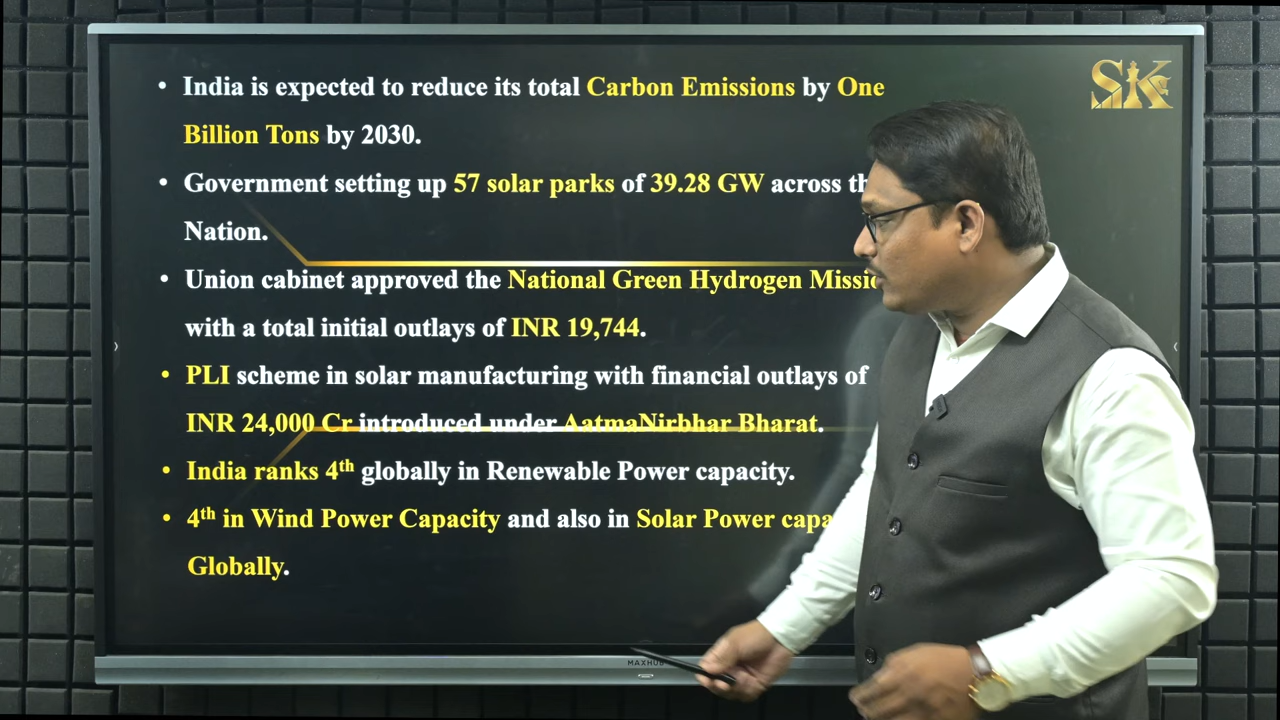 • India is expected to reduce its total Carbon Emissions by One
Billion Tons by 2030.
• Government setting up 57 solar parks of 39.28 GW across
Nation.
• Union cabinet approved the National Green Hydrogen
with a total initial outlays of INR 19,744.
• PLI scheme in solar manufacturing with financial outlays of
INR 24,000 Cr introduced under AatmaNirbhar Bharat.
• India ranks 4th globally in Renewable Power capacity.
• 4th in Wind Power Capacity and also in Solar Power
Globally.
SK
MAXHUB